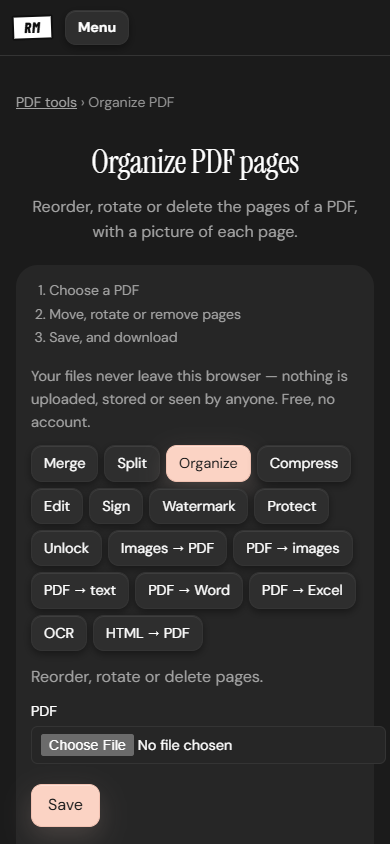 RM Menu
PDF tools › Organize PDF
Organize PDF pages
Reorder, rotate or delete the pages of a PDF,
with a picture of each page.
1. Choose a PDF
2. Move, rotate or remove pages
3. Save, and download
Your files never leave this browser — nothing is
uploaded, stored or seen by anyone. Free, no
account.
Merge Split Organize Compress
Edit Sign Watermark Protect
Unlock Images → PDF PDF → images
PDF → text PDF → Word PDF → Excel
OCR HTML → PDF
Reorder, rotate or delete pages.
PDF
Choose File No file chosen
Save